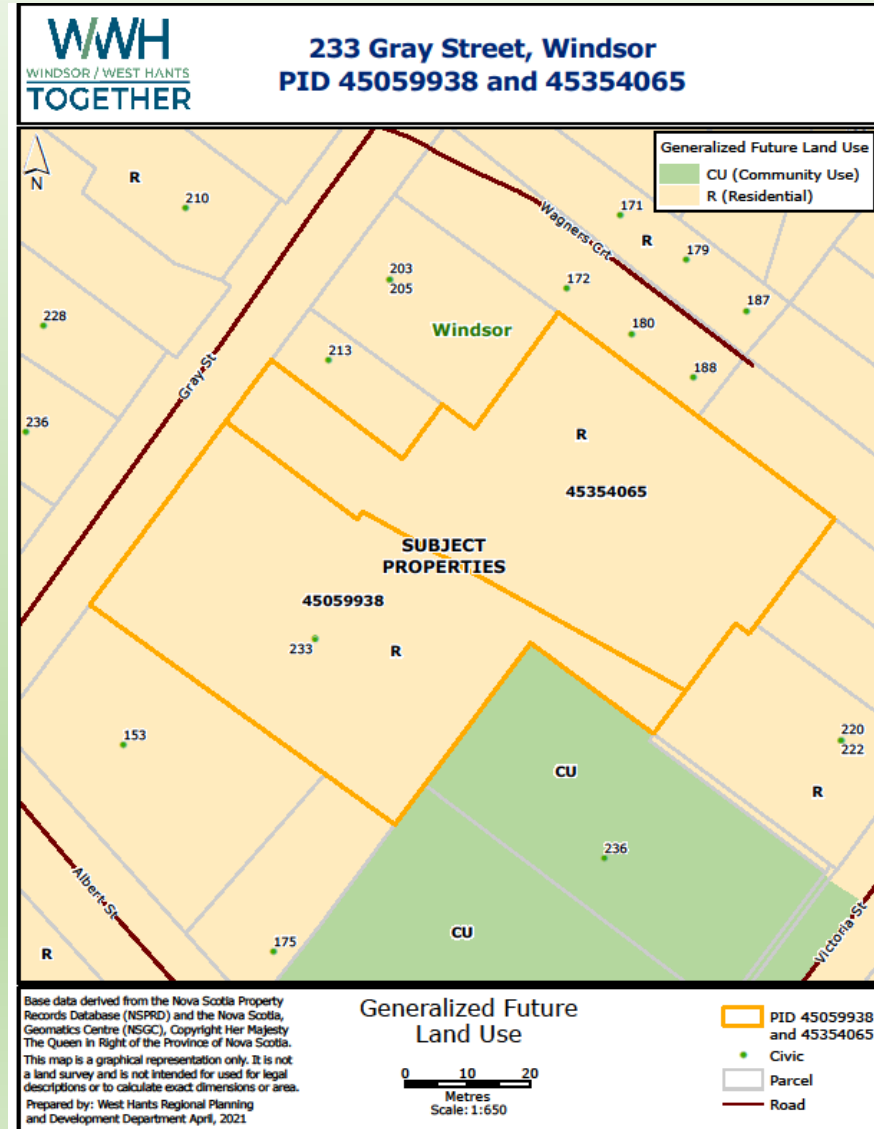 WWH
WINDSOR / WEST HANTS
TOGETHER
233 Gray Street, Windsor
PID 45059938 and 45354065
Generalized Future Land Use
CU (Community Use)
R (Residential)
N
R
210
171
R
179
Wagners Crt
203
205
172
187
228
Windsor
180
213
188
Gray St
236
R
45354065
SUBJECT
PROPERTIES
45059938
233
R
153
220
222
CU
R
236
Albert St
Victoria St
CU
175
R
Base data derived from the Nova Scotia Property
Records Database (NSPRD) and the Nova Scotia,
Geomatics Centre (NSGC), Copyright Her Majesty
The Queen in Right of the Province of Nova Scotia.
This map is a graphical representation only. It is not
a land survey and is not intended for used for legal
descriptions or to calculate exact dimensions or area.
Prepared by: West Hants Regional Planning
and Development Department April, 2021
Generalized Future
Land Use
0 10 20
Metres
Scale: 1:650
PID 45059938
and 45354065
Civic
Parcel
Road